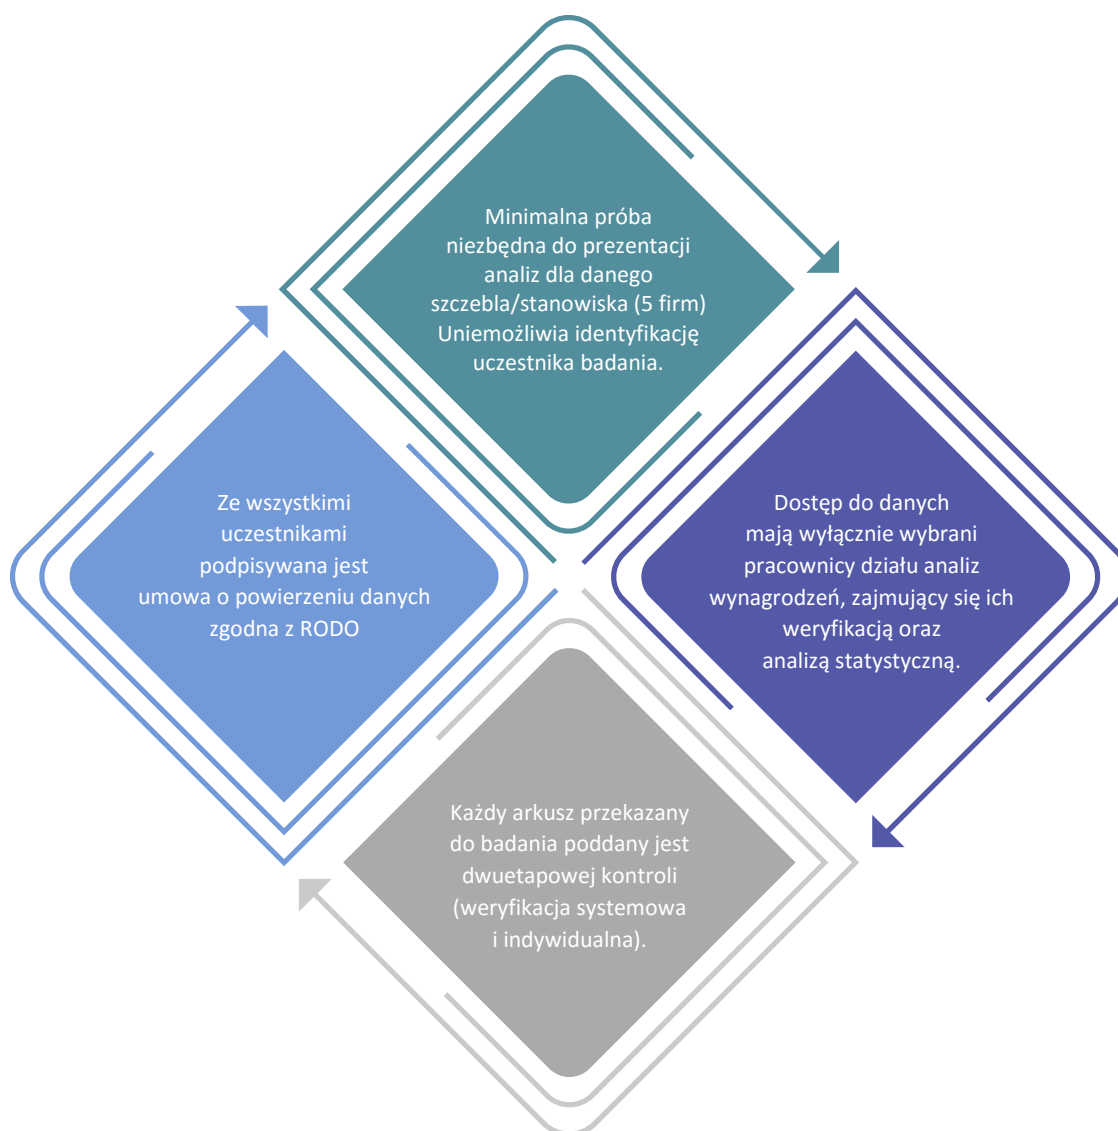 Minimalna próba
niezbędna do prezentacji
analiz dla danego
szczebla/stanowiska (5 firm)
Uniemożliwia identyfikację
uczestnika badania.
Ze wszystkimi
uczestnikami
podpisywana jest
umowa o powierzeniu danych
zgodna z RODO
Dostęp do danych
mają wyłącznie wybrani
pracownicy działu analiz
wynagrodzeń, zajmujący się ich
weryfikacją oraz
analizą statystyczną.
Każdy arkusz przekazany
do badania poddany jest
dwuetapowej kontroli
(weryfikacja systemowa
i indywidualna).